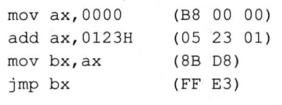 mov ax,0000 (B8 00 00)
add ax,0123H (05 23 01)
mov bx,ax (8B D8)
jmp bx (FF E3)